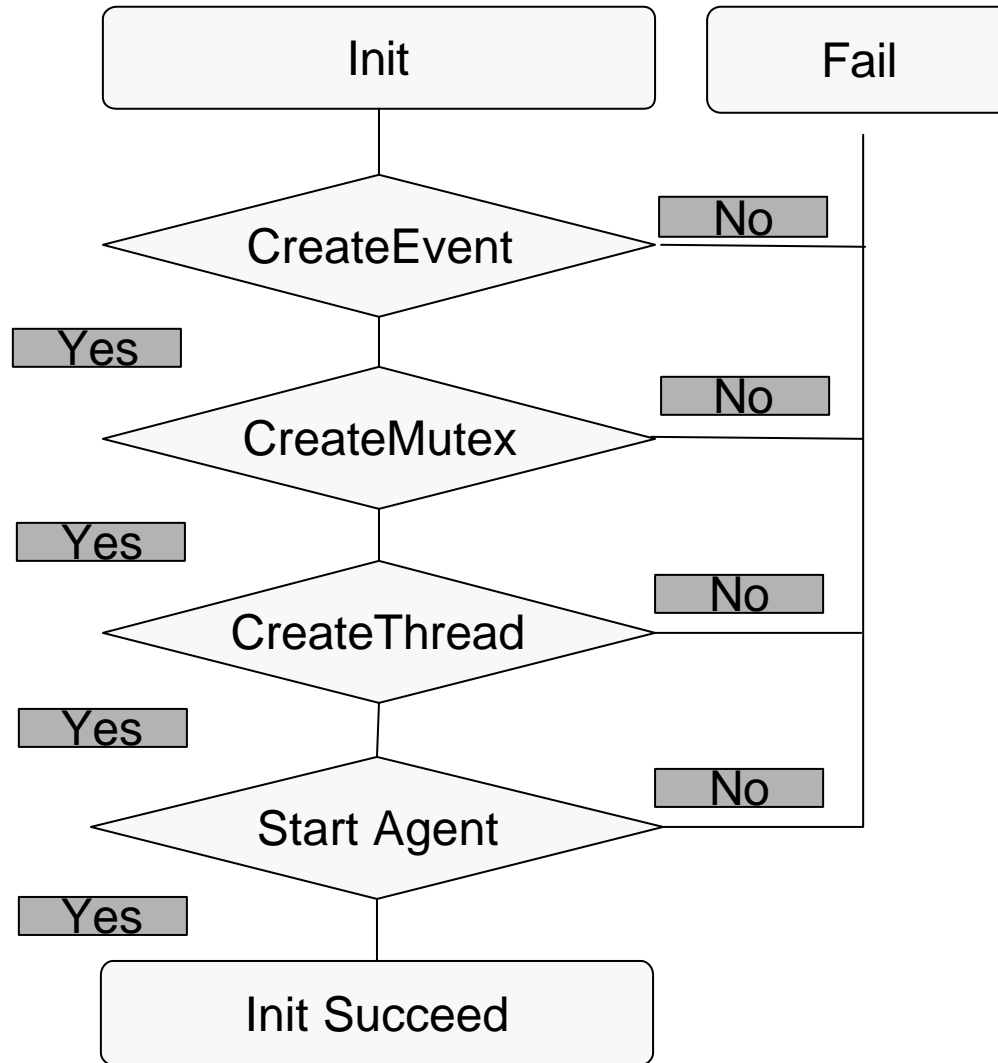 Init
Fail
CreateEvent
No
Yes
CreateMutex
No
Yes
CreateThread
No
Yes
Start Agent
No
Yes
Init Succeed